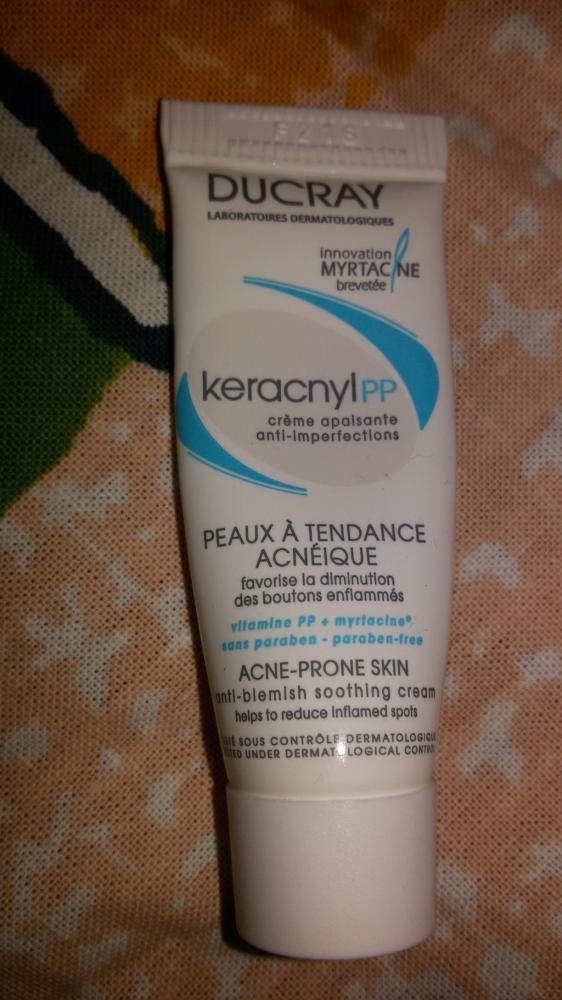 DUCRAY
LABORATOIRES DERMATOLOGIQUES
innovation
MYRTACINE
brevetée
keracnyl PP
crème apaisante
anti-imperfections
PEAUX À TENDANCE
ACNÉIQUE
favorise la diminution
des boutons enflammés
vitamine PP + myrtacine®
sans paraben - paraben-free
ACNE-PRONE SKIN
anti-blemish soothing cream
helps to reduce inflamed spots
SOUS CONTRÔLE DERMATOLOGIQUE
UNDER DERMATOLOGICAL CONTROL